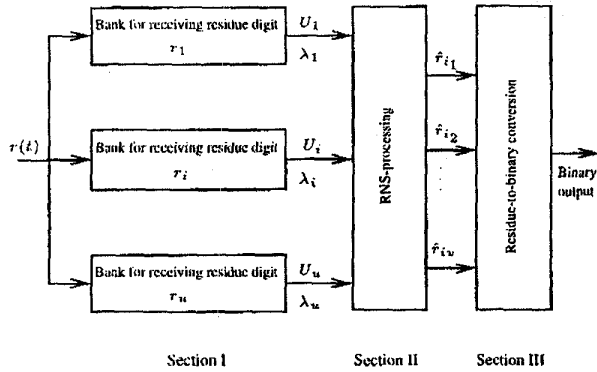 Bank for receiving residue digit
r₁
U₁
λ₁
r(t)
Bank for receiving residue digit
rᵢ
Uᵢ
λᵢ
Bank for receiving residue digit
rᵤ
Uᵤ
λᵤ
RNS-processing
r̂ᵢ₁
r̂ᵢ₂
r̂ᵢᵥ
Residue-to-binary conversion
Binary
output
Section I
Section II
Section III